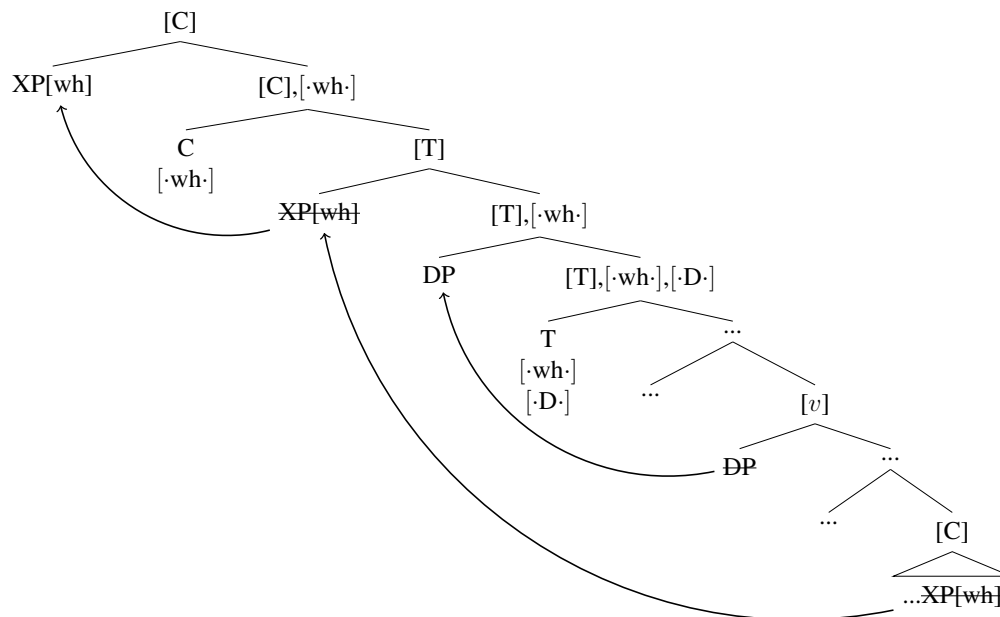 [C]
XP[wh] [C],[·wh·]
C [T]
[·wh·]
XP[wh] [T],[·wh·]
DP [T],[·wh·],[·D·]
T ...
[·wh·]
[·D·] ... [v]
DP ...
... [C]
...XP[wh]